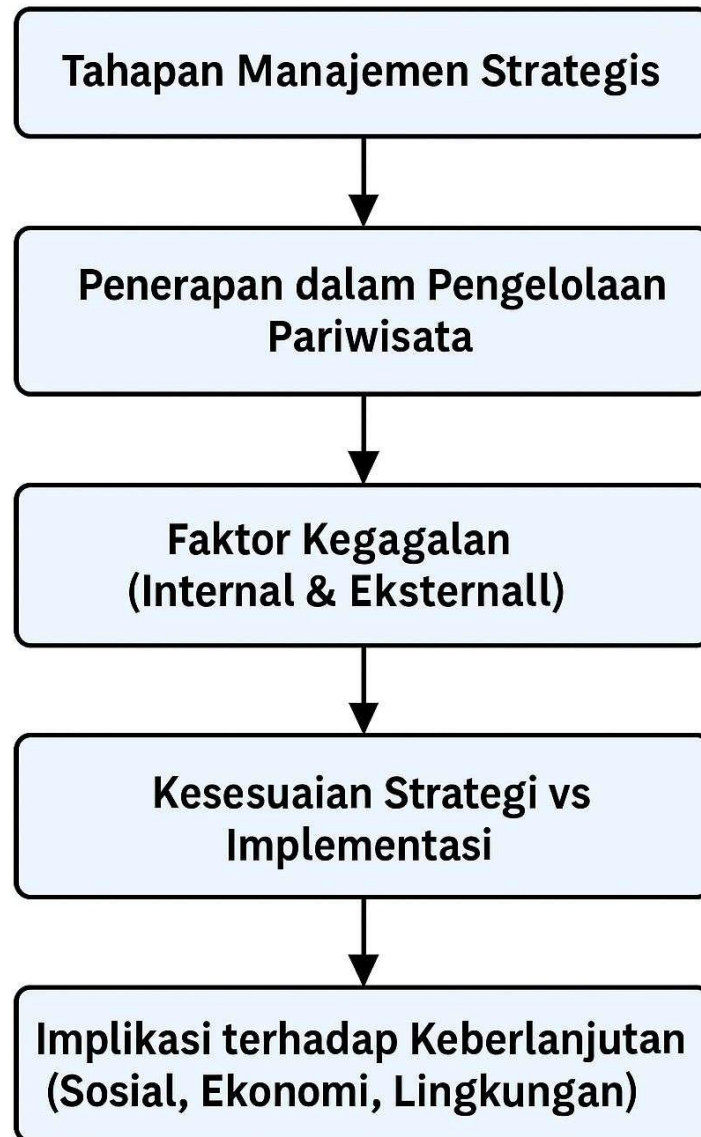 Tahapan Manajemen Strategis
Penerapan dalam Pengelolaan
Pariwisata
Faktor Kegagalan
(Internal & Eksternall)
Kesesuaian Strategi vs
Implementasi
Implikasi terhadap Keberlanjutan
(Sosial, Ekonomi, Lingkungan)